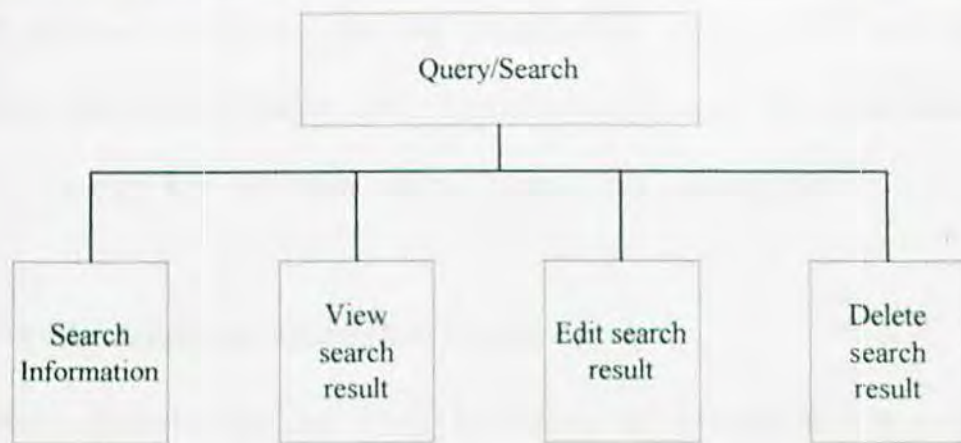 Query/Search
Search
Information
View
search
result
Edit search
result
Delete
search
result